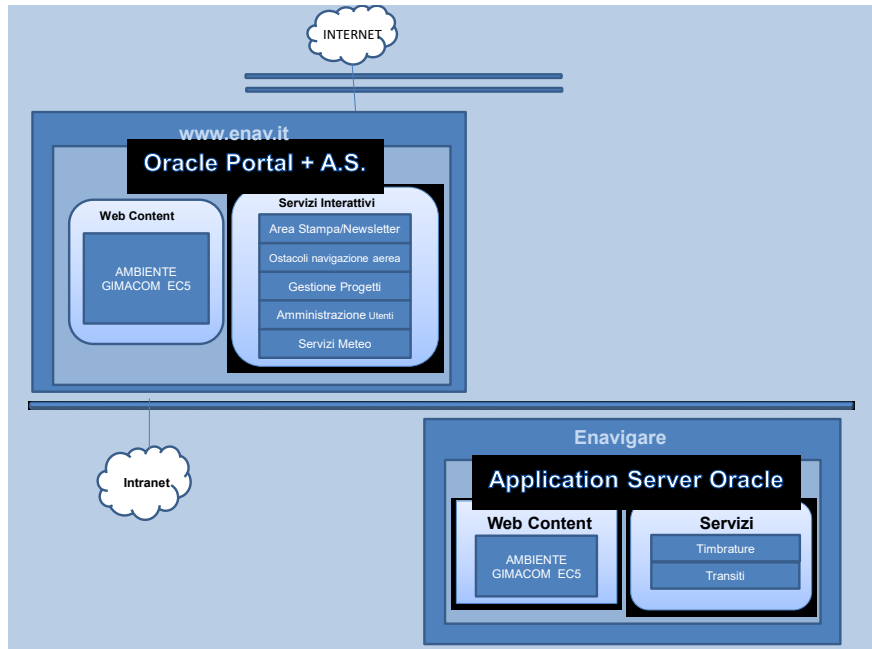 INTERNET
www.enav.it
Oracle Portal + A.S.
Web Content
AMBIENTE
GIMACOM EC5
Servizi Interattivi
Area Stampa/Newsletter
Ostacoli navigazione aerea
Gestione Progetti
Amministrazione Utenti
Servizi Meteo
Intranet
Enavigare
Application Server Oracle
Web Content
AMBIENTE
GIMACOM EC5
Servizi
Timbrature
Transiti